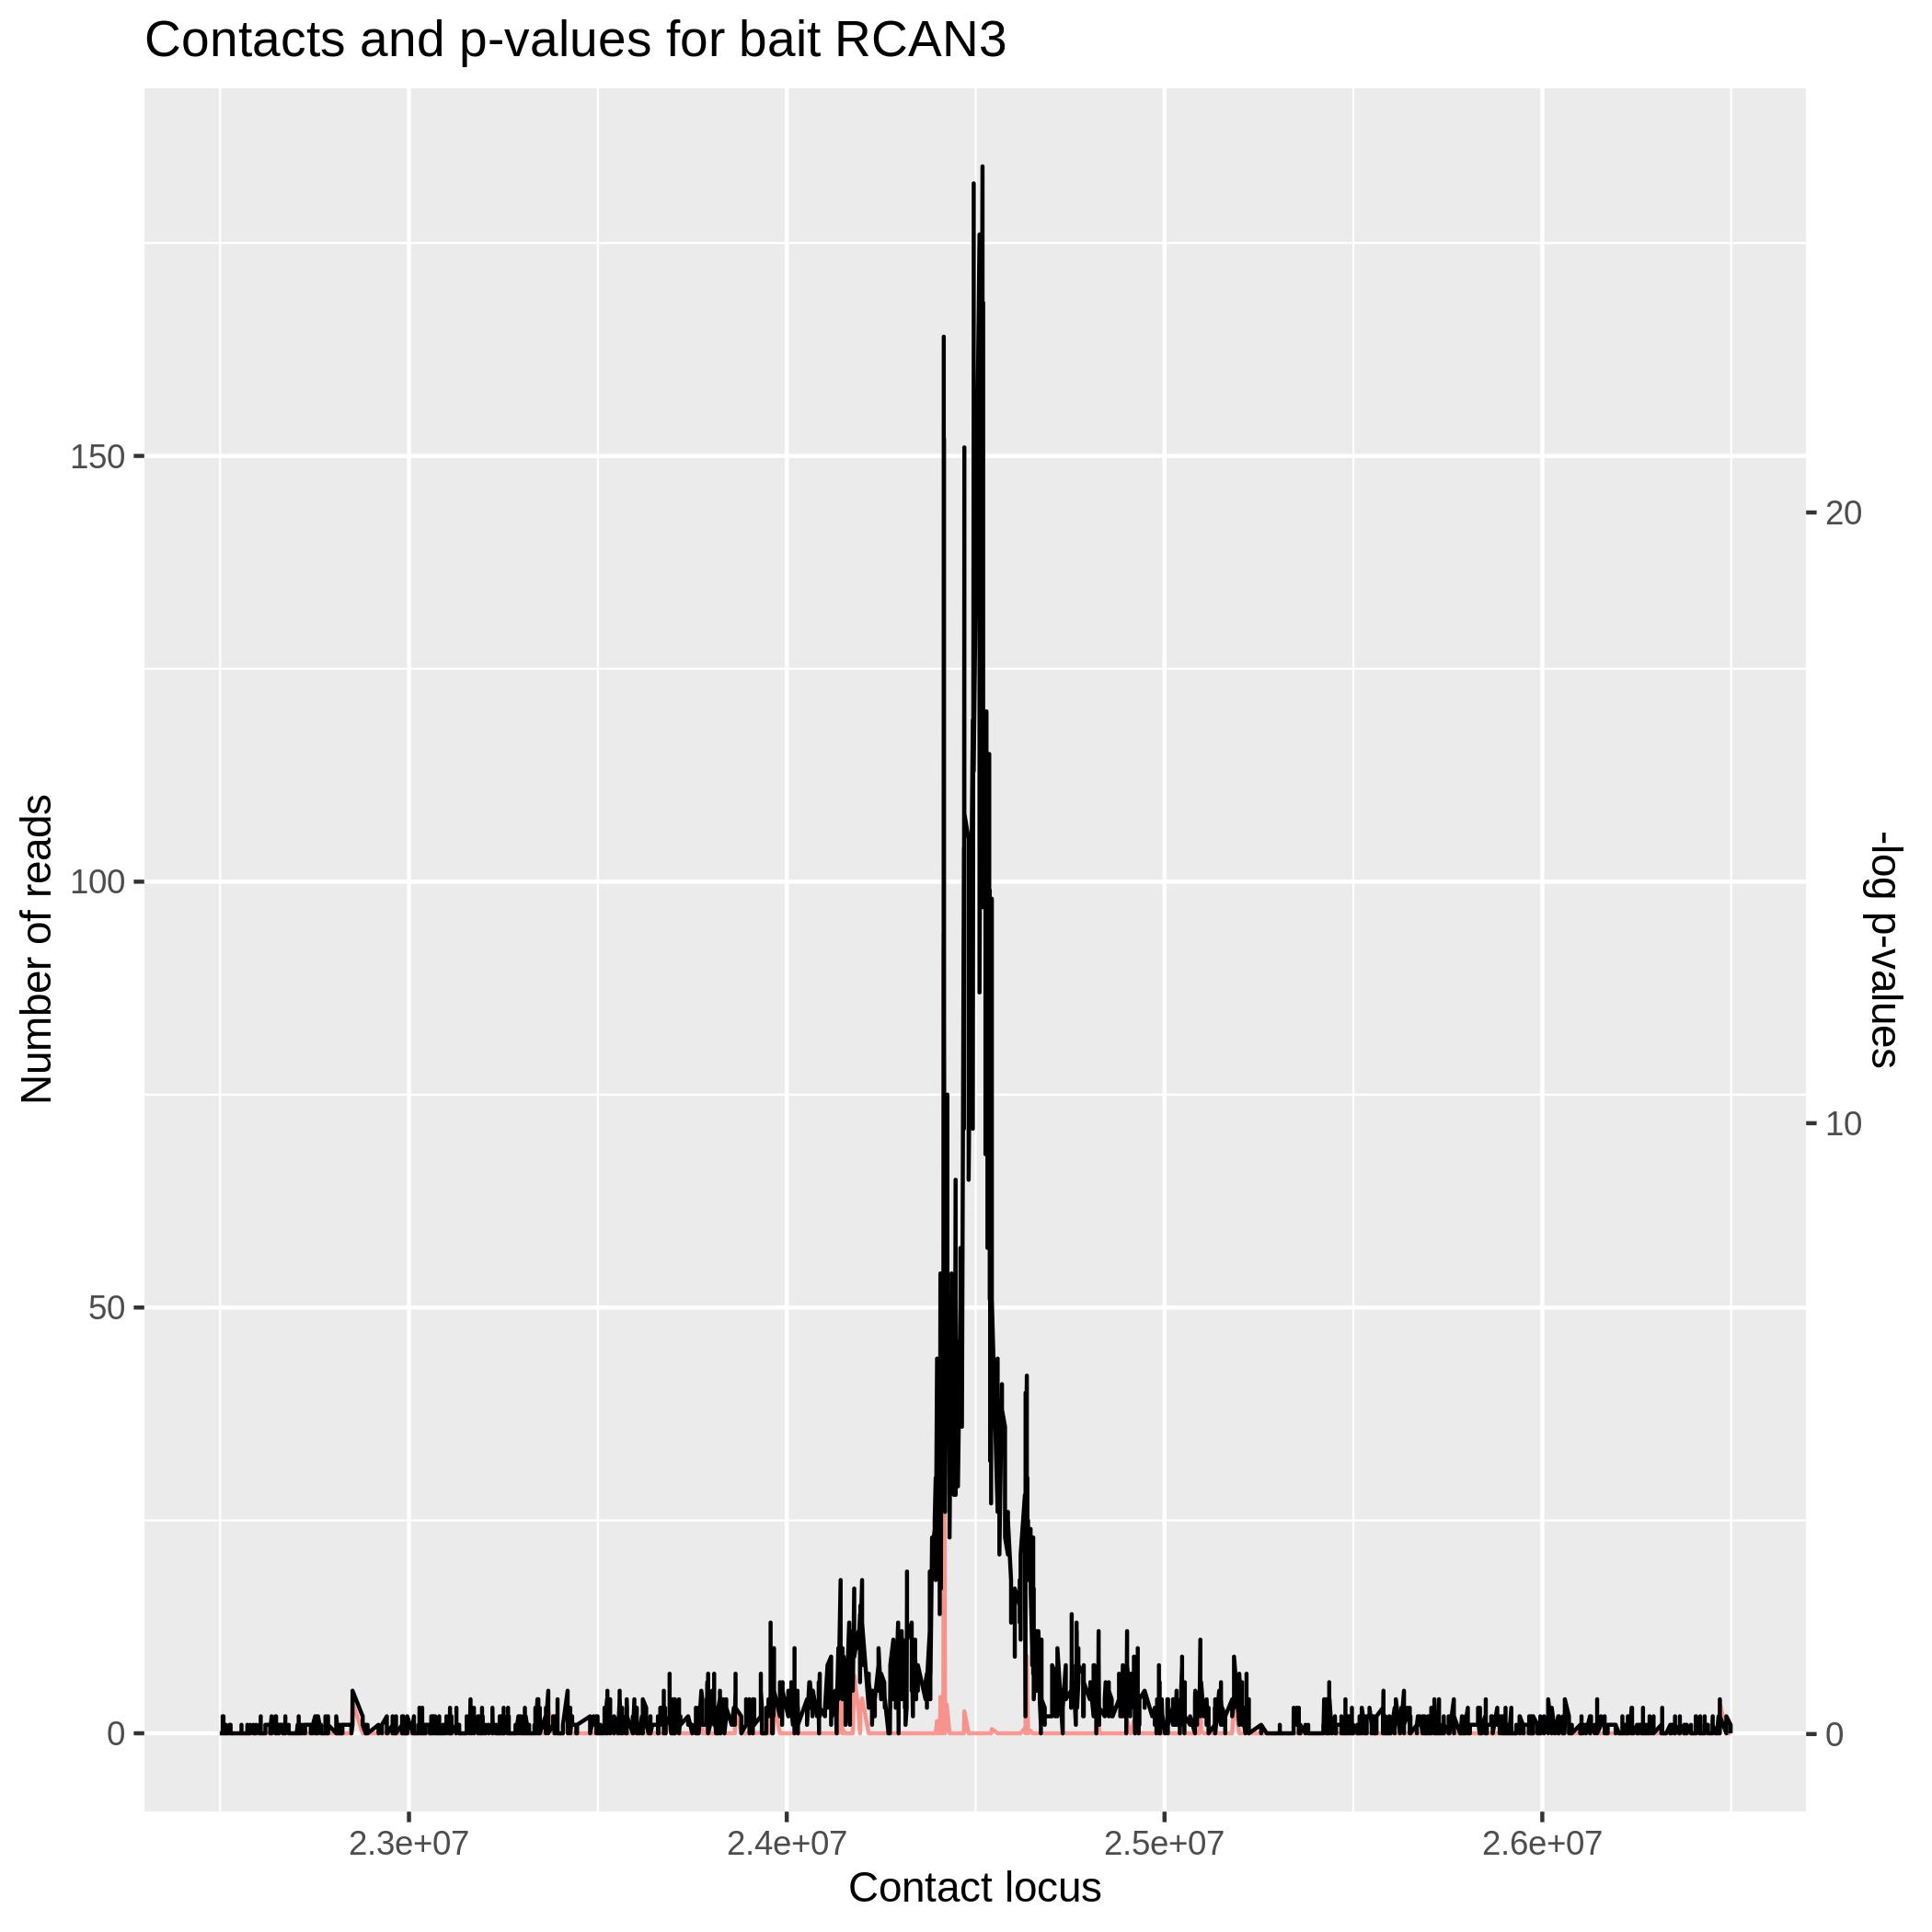 Contacts and p-values for bait RCAN3
Number of reads
150
100
50
0
20
10
0
-log p-values
2.3e+07
2.4e+07
2.5e+07
2.6e+07
Contact locus